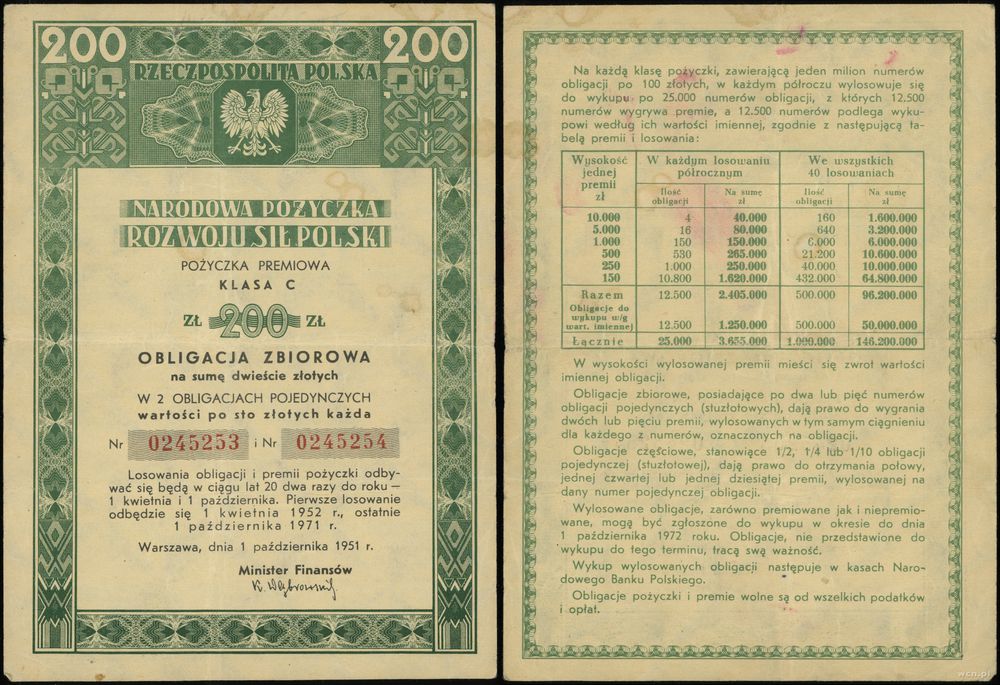 200 200
RZECZPOSPOLITA POLSKA
NARODOWA POŻYCZKA
ROZWOJU SIŁ POLSKI
POŻYCZKA PREMIOWA
KLASA C
ZŁ 200 ZŁ
OBLIGACJA ZBIOROWA
na sumę dwieście złotych
W 2 OBLIGACJACH POJEDYNCZYCH
wartości po sto złotych każda
Nr 0245253 i Nr 0245254
Losowania obligacji i premii pożyczki odby-
wać się będą w ciągu lat 20 dwa razy do roku —
1 kwietnia i 1 października. Pierwsze losowanie
odbędzie się 1 kwietnia 1952 r., ostatnie
1 października 1971 r.
Warszawa, dnia 1 października 1951 r.
Minister Finansów
K. Dąbrowski
Na każdą klasę pożyczki, zawierającą jeden milion numerów
obligacji po 100 złotych, w każdym półroczu wylosowuje się
do wykupu po 25.000 numerów obligacji, z których 12.500
numerów wygrywa premie, a 12.500 numerów podlega wyku-
powi według ich wartości imiennej, zgodnie z następującą ta-
belą premii i losowania:
Wysokość jednej premii zł W każdym losowaniu półrocznym We wszystkich 40 losowaniach
Ilość obligacji Na sumę zł Ilość obligacji Na sumę zł
10.000 4 40.000 160 1.600.000
5.000 16 80.000 640 3.200.000
1.000 150 150.000 6.000 6.000.000
500 530 265.000 21.200 10.600.000
250 1.000 250.000 40.000 10.000.000
150 10.800 1.620.000 432.000 64.800.000
Razem 12.500 2.405.000 500.000 96.200.000
Obligacje do
wykupu w/g
wart. imiennej 12.500 1.250.000 500.000 50.000.000
Łącznie 25.000 3.655.000 1.000.000 146.200.000
W wysokości wylosowanej premii mieści się zwrot wartości
imiennej obligacji.
Obligacje zbiorowe, posiadające po dwa lub pięć numerów
obligacji pojedynczych (stuzłotowych), dają prawo do wygrania
dwóch lub pięciu premii, wylosowanych w tym samym ciągnieniu
dla każdego z numerów, oznaczonych na obligacji.
Obligacje częściowe, stanowiące 1/2, 1/4 lub 1/10 obligacji
pojedynczej (stuzłotowej), dają prawo do otrzymania połowy,
jednej czwartej lub jednej dziesiątej premii, wylosowanej na
dany numer pojedynczej obligacji.
Wylosowane obligacje, zarówno premiowane jak i niepremio-
wane, mogą być zgłoszone do wykupu w okresie do dnia
1 października 1972 roku. Obligacje, nie przedstawione do
wykupu do tego terminu, tracą swą ważność.
Wykup wylosowanych obligacji następuje w kasach Naro-
dowego Banku Polskiego.
Obligacje pożyczki i premie wolne są od wszelkich podatków
i opłat.
wcn.pl